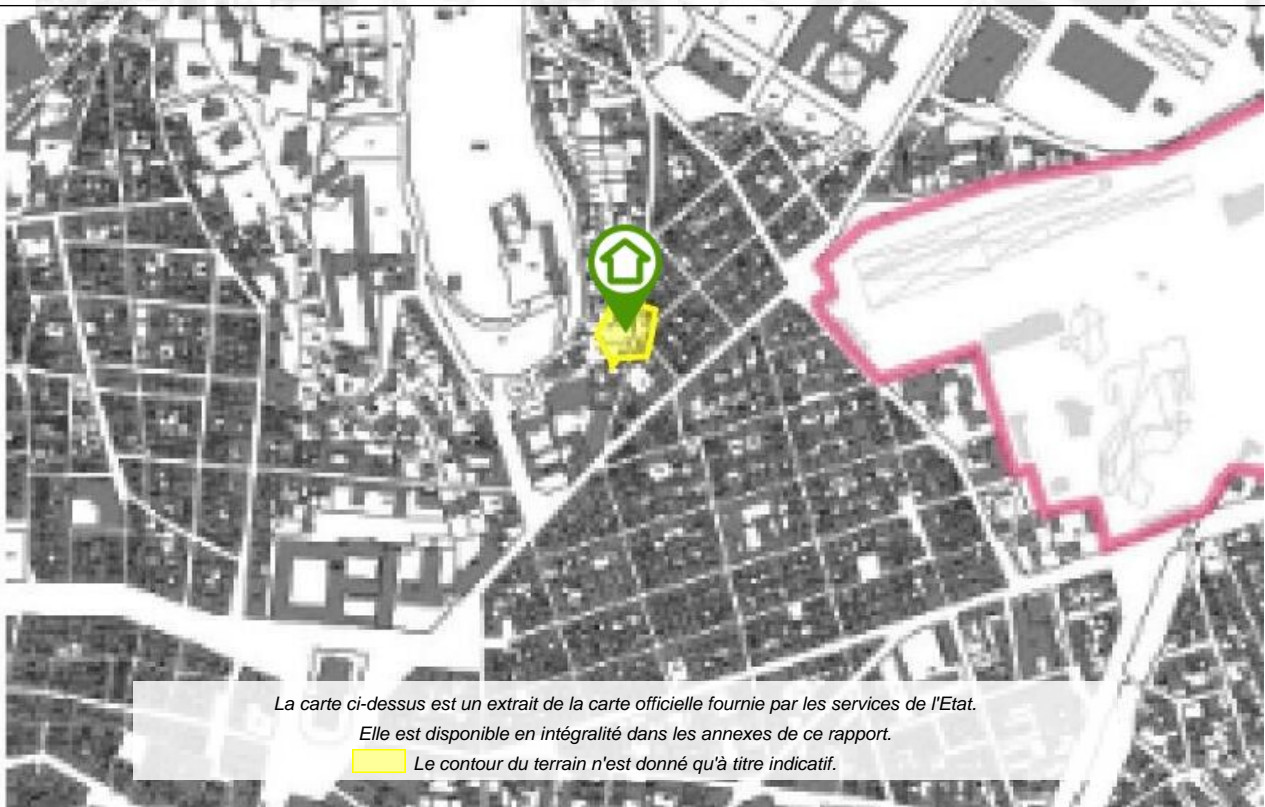 La carte ci-dessus est un extrait de la carte officielle fournie par les services de l'Etat.
Elle est disponible en intégralité dans les annexes de ce rapport.
Le contour du terrain n'est donné qu'à titre indicatif.